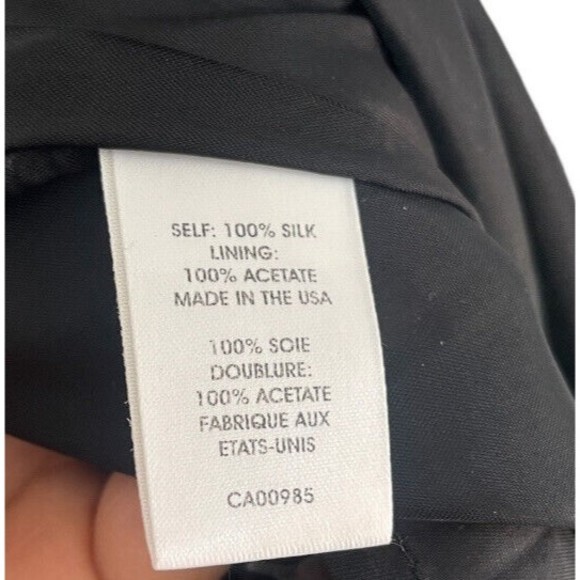 SELF: 100% SILK
LINING:
100% ACETATE
MADE IN THE USA
100% SOIE
DOUBLURE:
100% ACETATE
FABRIQUE AUX
ETATS-UNIS
CA00985